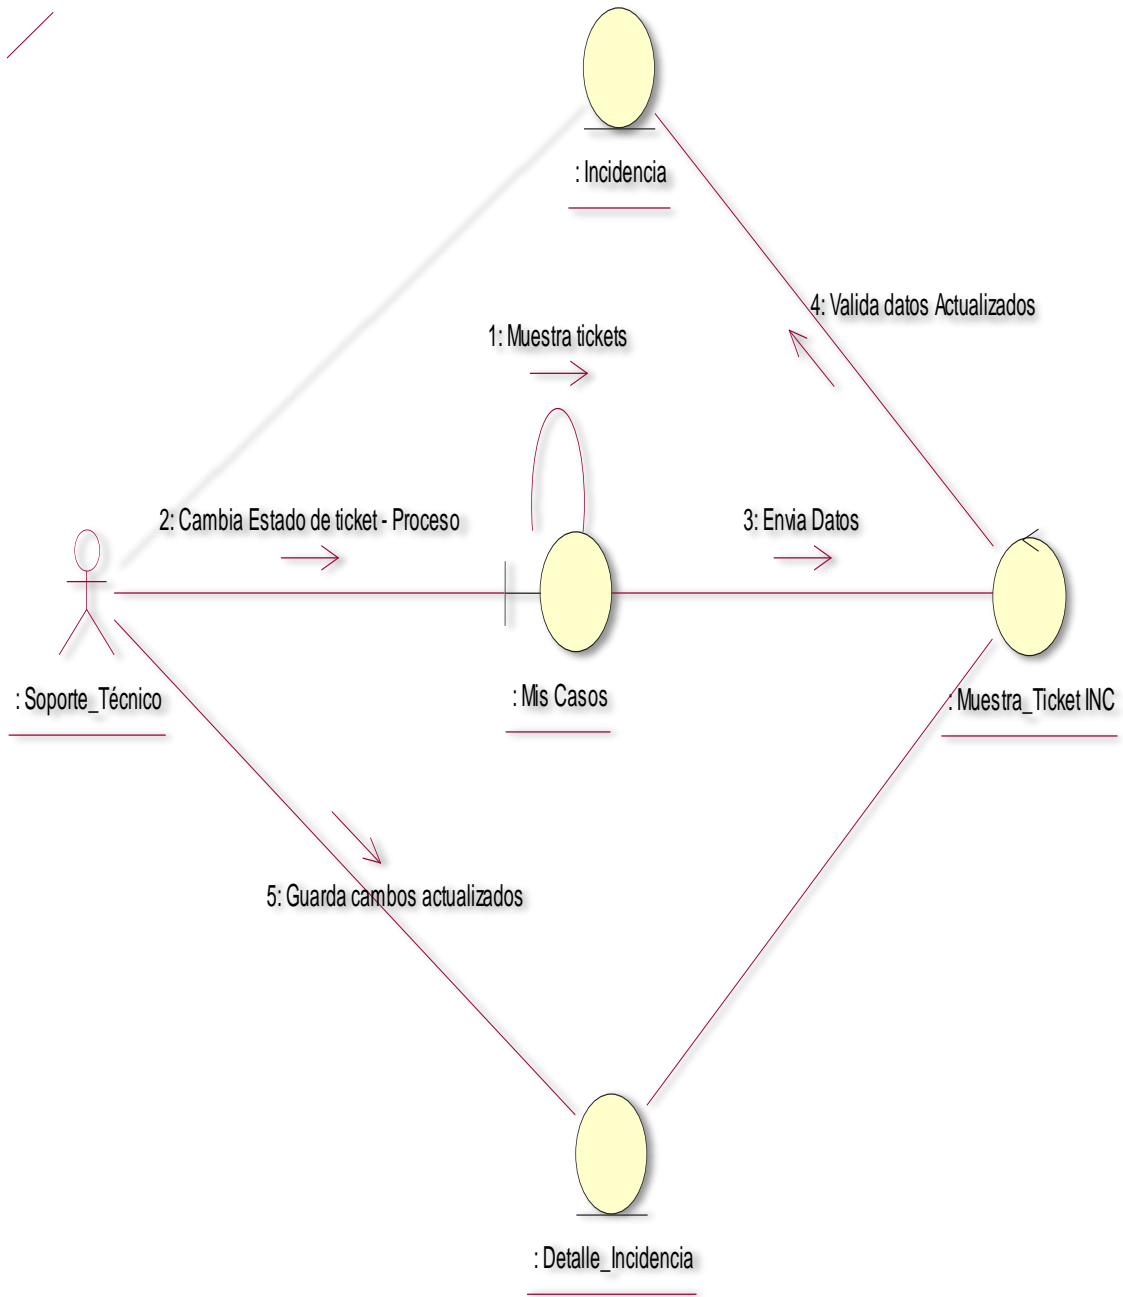 : Incidencia
4: Valida datos Actualizados
1: Muestra tickets
2: Cambia Estado de ticket - Proceso
3: Envia Datos
: Soporte_Técnico
: Mis Casos
: Muestra_Ticket INC
5: Guarda cambos actualizados
: Detalle_Incidencia